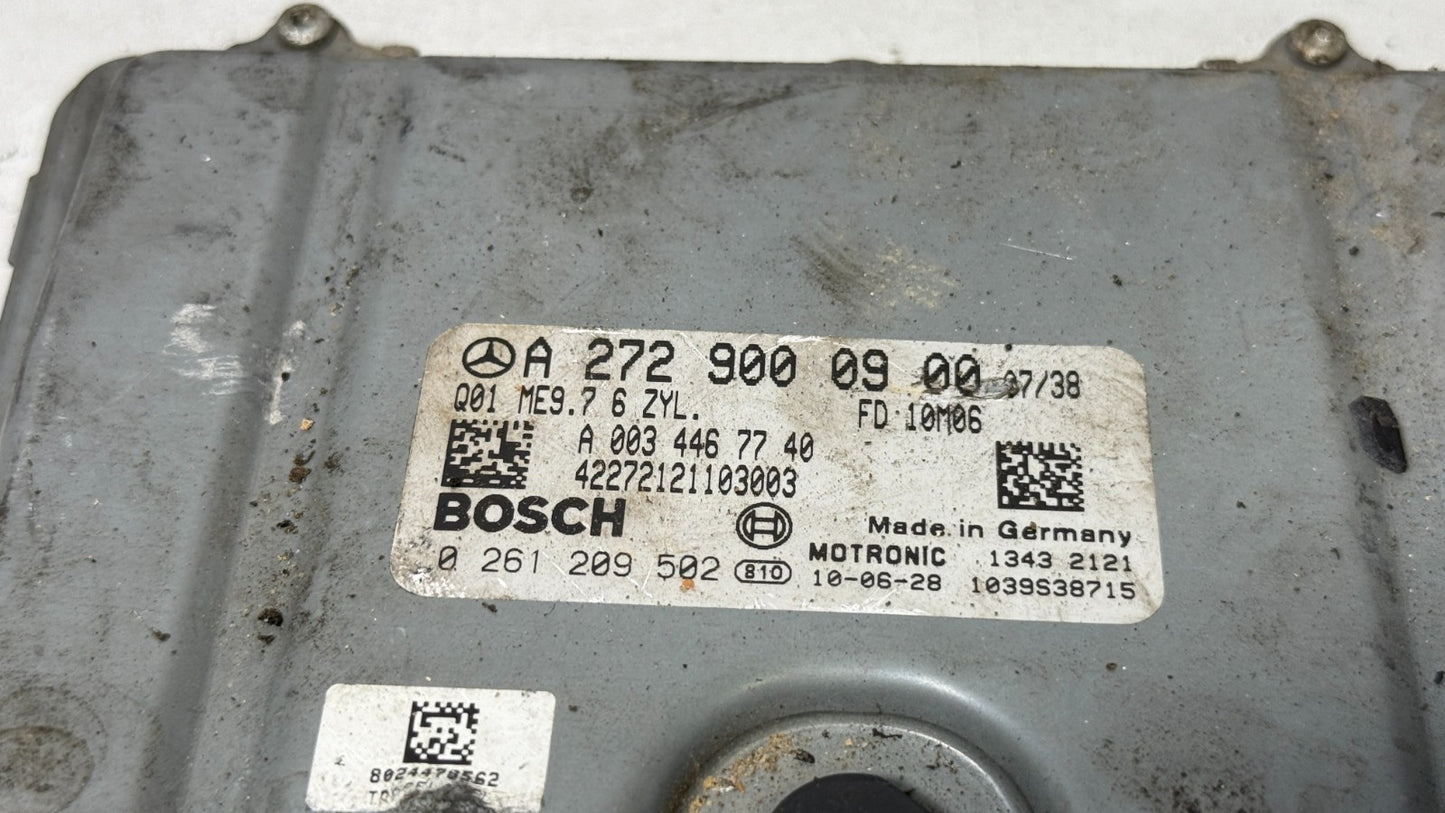 A 272 900 09 00 07/38
Q01 ME9.7 6 ZYL. FD 10M06
A 003 446 77 40
42272121103003
BOSCH
Made in Germany
0 261 209 502 810
MOTRONIC 1343 2121
10-06-28 1039S38715